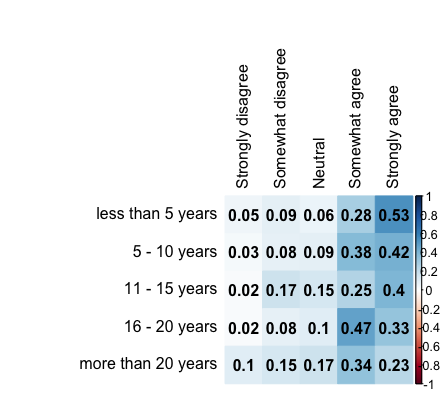 Strongly disagree
Somewhat disagree
Neutral
Somewhat agree
Strongly agree
less than 5 years 0.05 0.09 0.06 0.28 0.53
5 - 10 years 0.03 0.08 0.09 0.38 0.42
11 - 15 years 0.02 0.17 0.15 0.25 0.4
16 - 20 years 0.02 0.08 0.1 0.47 0.33
more than 20 years 0.1 0.15 0.17 0.34 0.23
1
0.8
0.6
0.4
0.2
0
-0.2
-0.4
-0.6
-0.8
-1